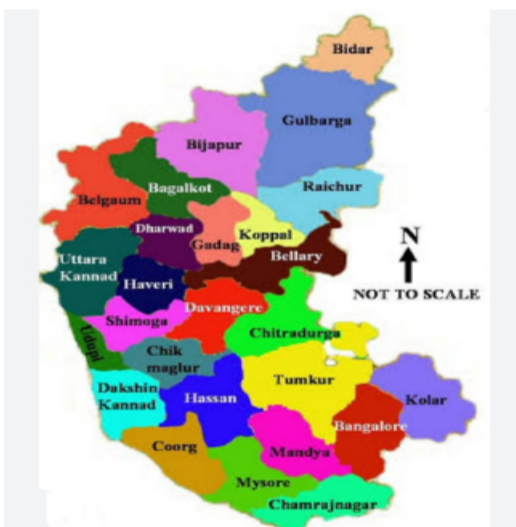 Bidar
Gulbarga
Bijapur
Raichur
Bagalkot
Belgaum
Dharwad
Gadag
Koppal
N
Bellary
Uttara
Kannad
Haveri
NOT TO SCALE
Davangere
Shimoga
Chitradurga
Udupi
Chik
maglur
Tumkur
Dakshin
Kannad
Hassan
Kolar
Bangalore
Coorg
Mandya
Mysore
Chamrajnagar